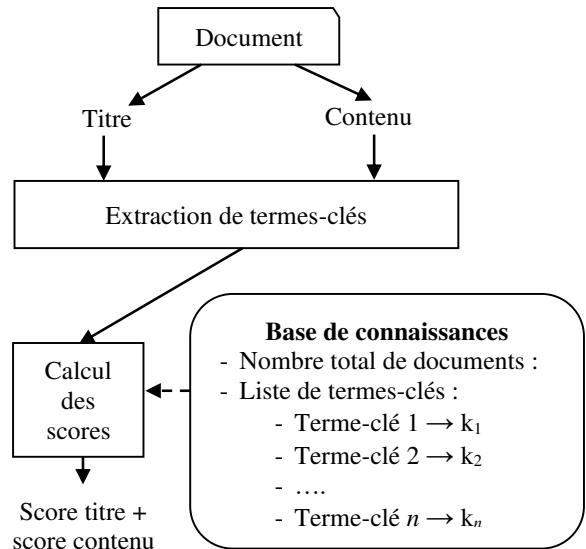 Document
Titre
Contenu
Extraction de termes-clés
Calcul
des
scores
Score titre +
score contenu
Base de connaissances
- Nombre total de documents :
- Liste de termes-clés :
- Terme-clé 1 → k₁
- Terme-clé 2 → k₂
- ….
- Terme-clé n → kₙ